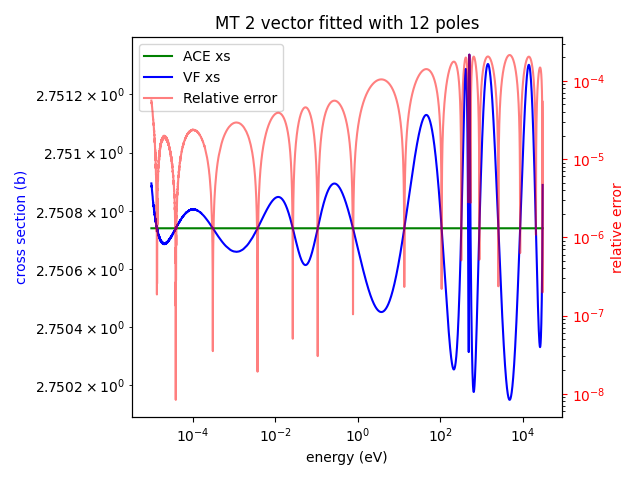 MT 2 vector fitted with 12 poles
ACE xs
VF xs
Relative error
cross section (b)
2.7512 × 10⁰
2.751 × 10⁰
2.7508 × 10⁰
2.7506 × 10⁰
2.7504 × 10⁰
2.7502 × 10⁰
10⁻⁴
10⁻⁵
10⁻⁶
10⁻⁷
10⁻⁸
relative error
10⁻⁴ 10⁻² 10⁰ 10² 10⁴
energy (eV)